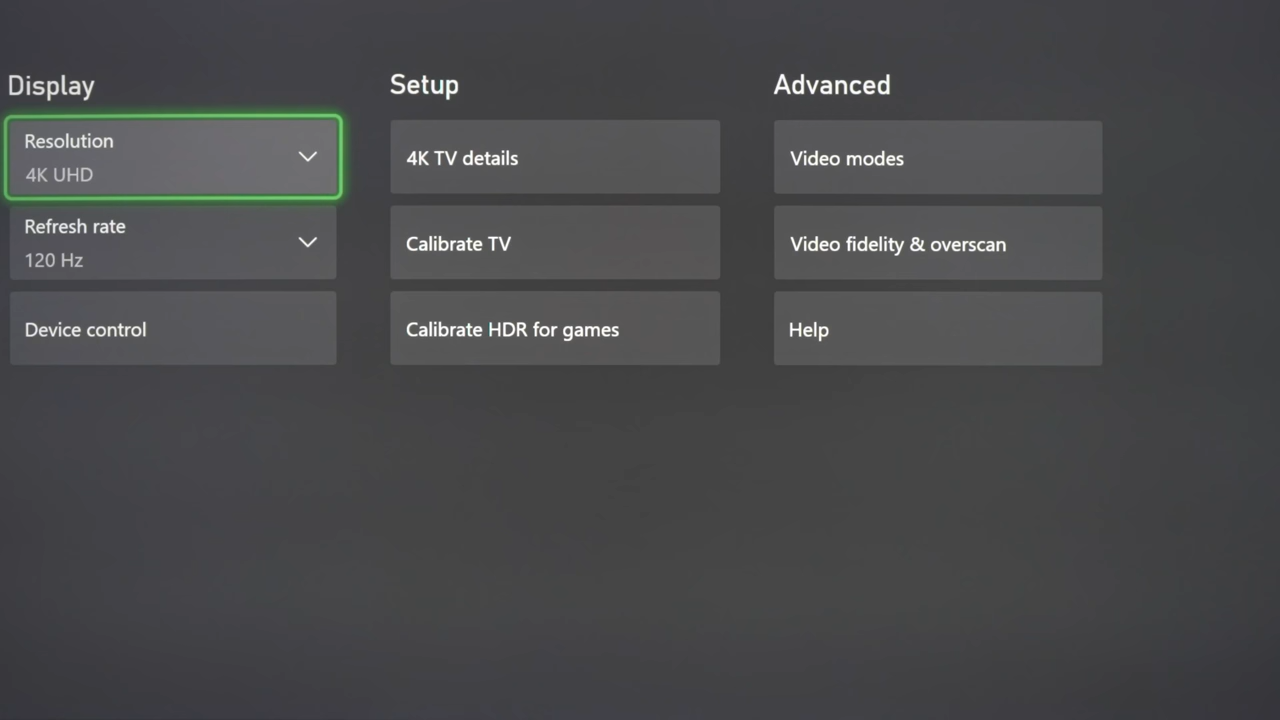 Display
Resolution
4K UHD
Refresh rate
120 Hz
Device control
Setup
4K TV details
Calibrate TV
Calibrate HDR for games
Advanced
Video modes
Video fidelity & overscan
Help